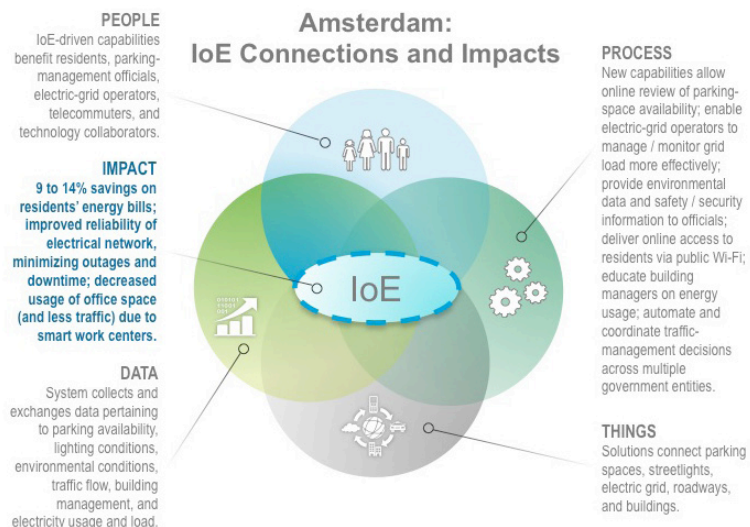 Amsterdam:
IoE Connections and Impacts
PEOPLE
IoE-driven capabilities
benefit residents, parking-
management officials,
electric-grid operators,
telecommuters, and
technology collaborators.
IMPACT
9 to 14% savings on
residents' energy bills;
improved reliability of
electrical network,
minimizing outages and
downtime; decreased
usage of office space
(and less traffic) due to
smart work centers.
DATA
System collects and
exchanges data pertaining
to parking availability,
lighting conditions,
environmental conditions,
traffic flow, building
management, and
electricity usage and load.
IoE
PROCESS
New capabilities allow
online review of parking-
space availability; enable
electric-grid operators to
manage / monitor grid
load more effectively;
provide environmental
data and safety / security
information to officials;
deliver online access to
residents via public Wi-Fi;
educate building
managers on energy
usage; automate and
coordinate traffic-
management decisions
across multiple
government entities.
THINGS
Solutions connect parking
spaces, streetlights,
electric grid, roadways,
and buildings.